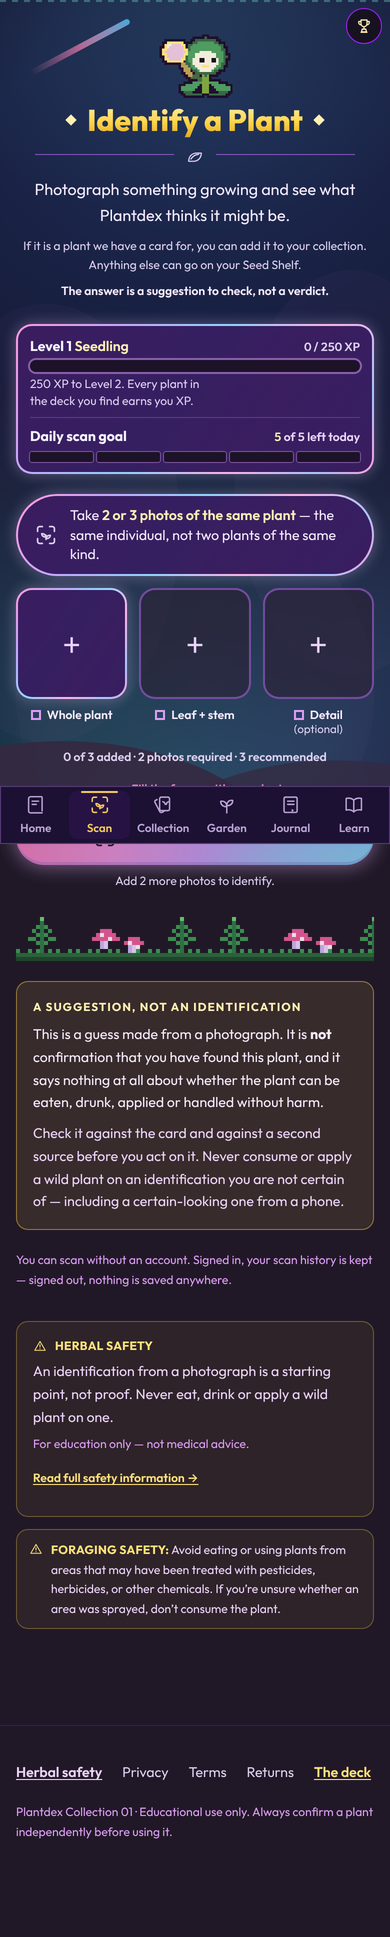 Identify a Plant
Photograph something growing and see what
Plantdex thinks it might be.
If it is a plant we have a card for, you can add it to your collection.
Anything else can go on your Seed Shelf.
The answer is a suggestion to check, not a verdict.
Level 1 Seedling
0 / 250 XP
250 XP to Level 2. Every plant in
the deck you find earns you XP.
Daily scan goal
5 of 5 left today
Take 2 or 3 photos of the same plant — the
same individual, not two plants of the same
kind.
+ + +
Whole plant
Leaf + stem
Detail
(optional)
0 of 3 added · 2 photos required · 3 recommended
Home
Scan
Collection
Garden
Journal
Learn
Add 2 more photos to identify.
A SUGGESTION, NOT AN IDENTIFICATION
This is a guess made from a photograph. It is not
confirmation that you have found this plant, and it
says nothing at all about whether the plant can be
eaten, drunk, applied or handled without harm.
Check it against the card and against a second
source before you act on it. Never consume or apply
a wild plant on an identification you are not certain
of — including a certain-looking one from a phone.
You can scan without an account. Signed in, your scan history is kept
— signed out, nothing is saved anywhere.
HERBAL SAFETY
An identification from a photograph is a starting
point, not proof. Never eat, drink or apply a wild
plant on one.
For education only — not medical advice.
Read full safety information →
FORAGING SAFETY: Avoid eating or using plants from
areas that may have been treated with pesticides,
herbicides, or other chemicals. If you're unsure whether an
area was sprayed, don't consume the plant.
Herbal safety
Privacy
Terms
Returns
The deck
Plantdex Collection 01 · Educational use only. Always confirm a plant
independently before using it.